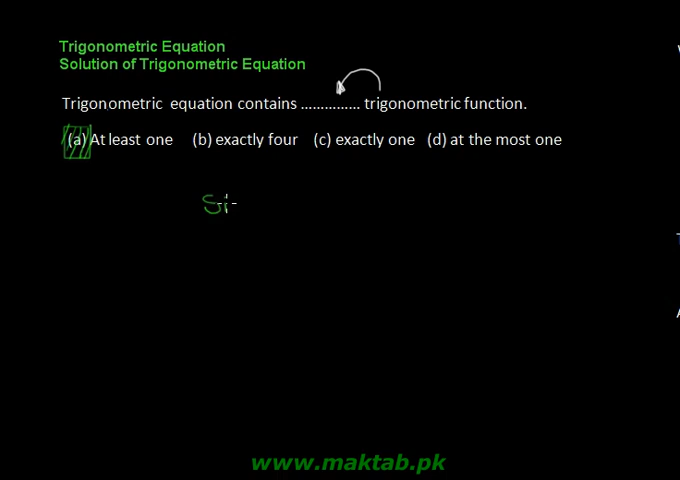 Trigonometric Equation
Solution of Trigonometric Equation
Trigonometric equation contains ............... trigonometric function.
(a) At least one (b) exactly four (c) exactly one (d) at the most one
Si
www.maktab.pk